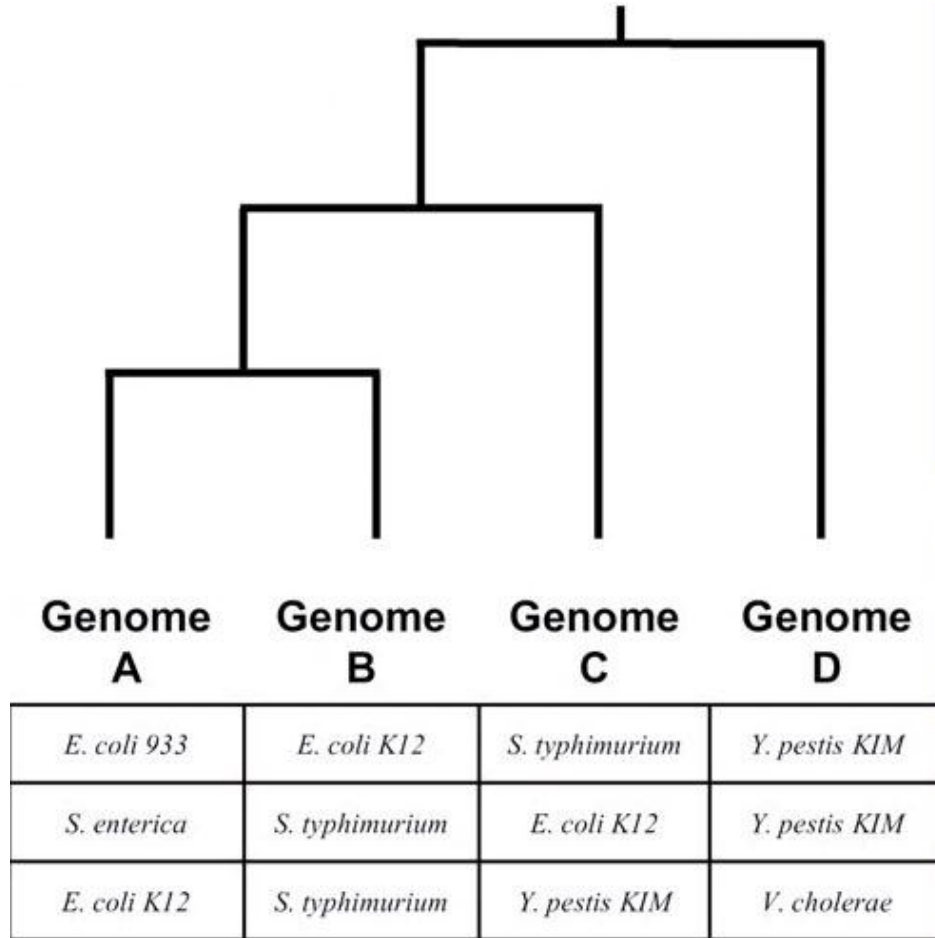 Genome Genome Genome Genome
A B C D
E. coli 933 E. coli K12 S. typhimurium Y. pestis KIM
S. enterica S. typhimurium E. coli K12 Y. pestis KIM
E. coli K12 S. typhimurium Y. pestis KIM V. cholerae